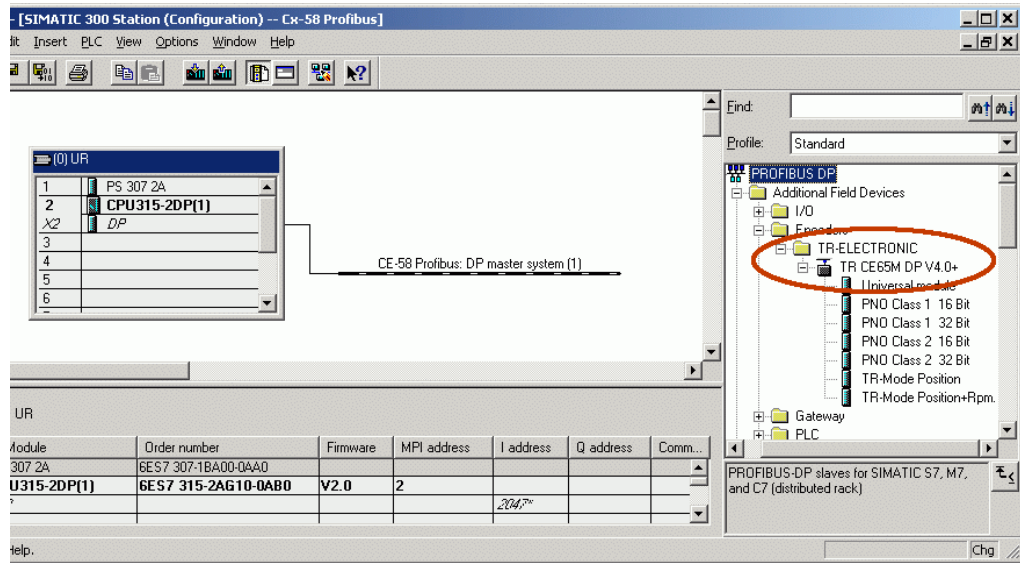 - [SIMATIC 300 Station (Configuration) -- Cx-58 Profibus]
dit Insert PLC View Options Window Help
(0) UR
1 PS 307 2A
2 CPU315-2DP(1)
X2 DP
3
4
5
6
CE-58 Profibus: DP master system (1)
Find:
Profile: Standard
PROFIBUS DP
Additional Field Devices
I/O
Encoders
TR-ELECTRONIC
TR CE65M DP V4.0+
Universal-module
PNO Class 1 16 Bit
PNO Class 1 32 Bit
PNO Class 2 16 Bit
PNO Class 2 32 Bit
TR-Mode Position
TR-Mode Position+Rpm.
Gateway
PLC
PROFIBUS-DP slaves for SIMATIC S7, M7,
and C7 (distributed rack)
UR
Module Order number Firmware MPI address I address Q address Comm...
307 2A 6ES7 307-1BA00-0AA0
U315-2DP(1) 6ES7 315-2AG10-0AB0 V2.0 2
2047*
Help.
Chg